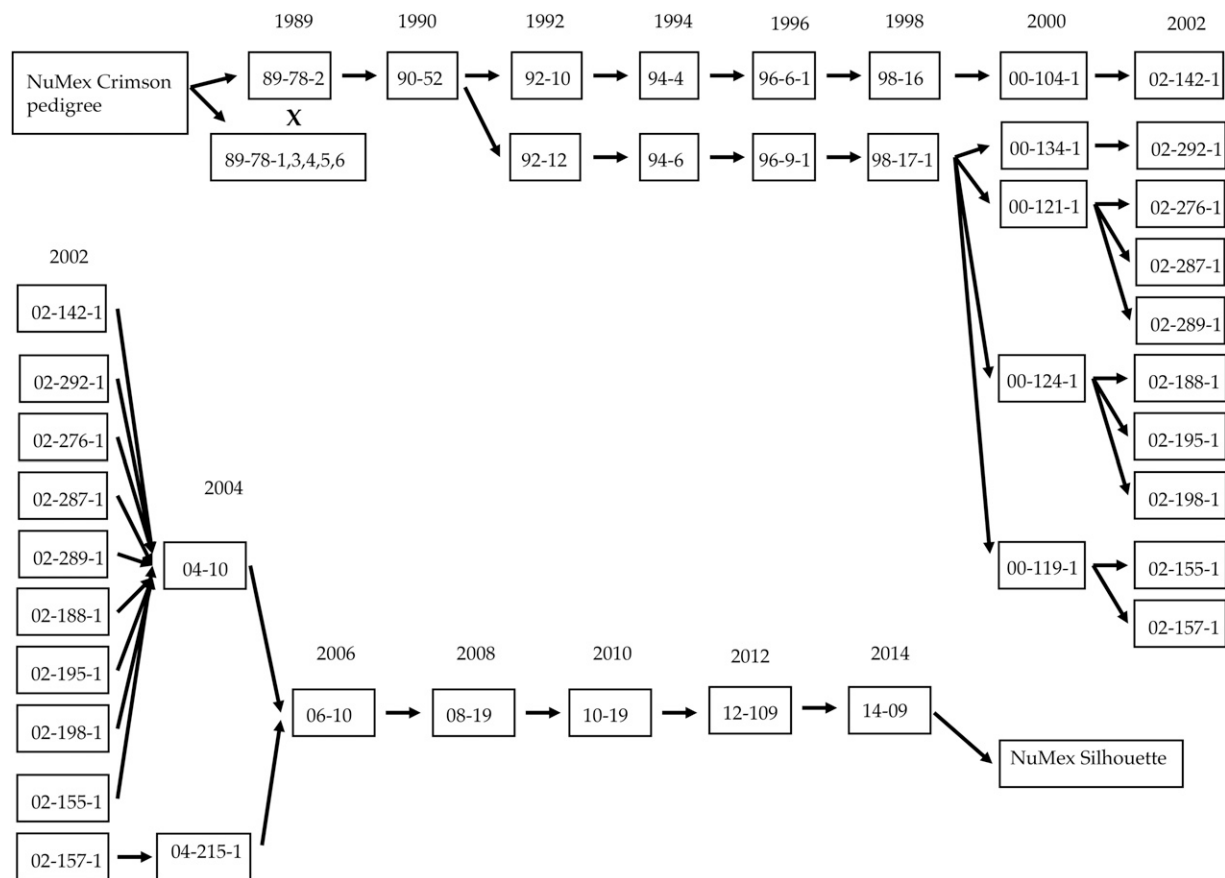 1989 1990 1992 1994 1996 1998 2000 2002
NuMex Crimson
pedigree
89-78-2 90-52 92-10 94-4 96-6-1 98-16 00-104-1 02-142-1
X
89-78-1,3,4,5,6 92-12 94-6 96-9-1 98-17-1 00-134-1 02-292-1
00-121-1 02-276-1
02-287-1
02-289-1
00-124-1 02-188-1
02-195-1
02-198-1
00-119-1 02-155-1
02-157-1
2002
02-142-1
02-292-1
02-276-1
02-287-1
02-289-1
02-188-1
02-195-1
02-198-1
02-155-1
02-157-1
2004
04-10
04-215-1
2006 2008 2010 2012 2014
06-10 08-19 10-19 12-109 14-09
NuMex Silhouette